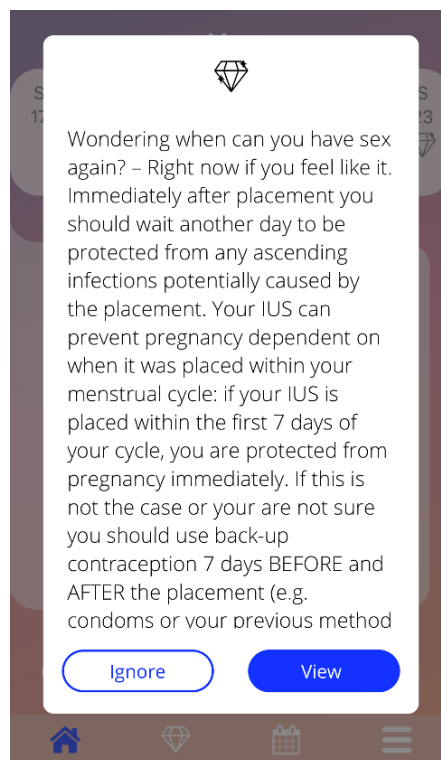 S
17
S
23
Wondering when can you have sex
again? – Right now if you feel like it.
Immediately after placement you
should wait another day to be
protected from any ascending
infections potentially caused by
the placement. Your IUS can
prevent pregnancy dependent on
when it was placed within your
menstrual cycle: if your IUS is
placed within the first 7 days of
your cycle, you are protected from
pregnancy immediately. If this is
not the case or your are not sure
you should use back-up
contraception 7 days BEFORE and
AFTER the placement (e.g.
condoms or your previous method
Ignore
View